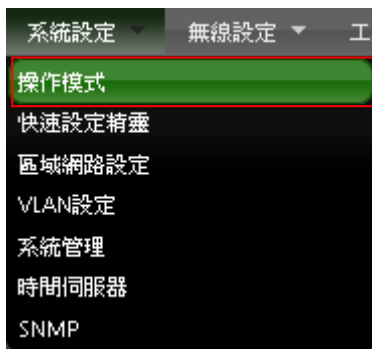 系統設定 無線設定 工
操作模式
快速設定精靈
區域網路設定
VLAN設定
系統管理
時間伺服器
SNMP